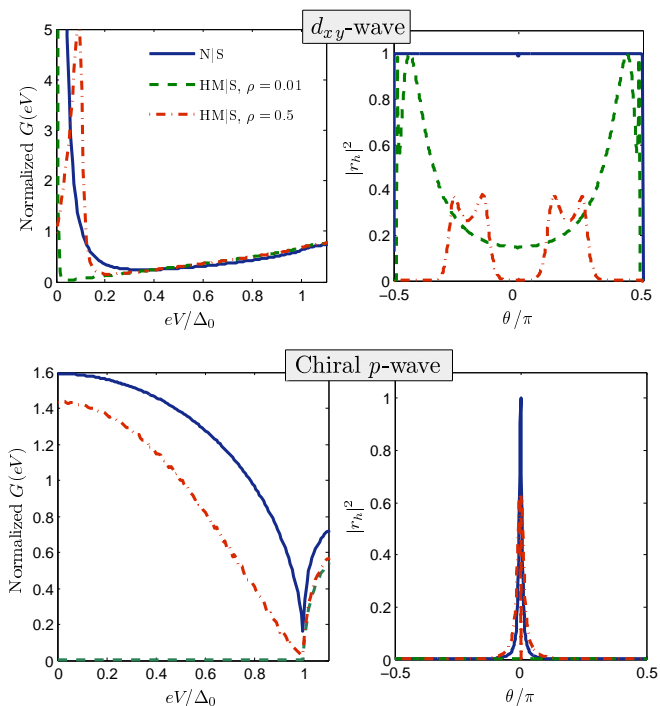 d_{xy}-wave
5
4
3
2
1
0
Normalized G(eV)
N|S
HM|S, ρ = 0.01
HM|S, ρ = 0.5
0 0.2 0.4 0.6 0.8 1
eV/Δ_0
1
0.8
0.6
0.4
0.2
0
|r_h|^2
−0.5 0 0.5
θ/π
Chiral p-wave
1.6
1.4
1.2
1
0.8
0.6
0.4
0.2
0
Normalized G(eV)
0 0.2 0.4 0.6 0.8 1
eV/Δ_0
1
0.8
0.6
0.4
0.2
0
|r_h|^2
−0.5 0 0.5
θ/π